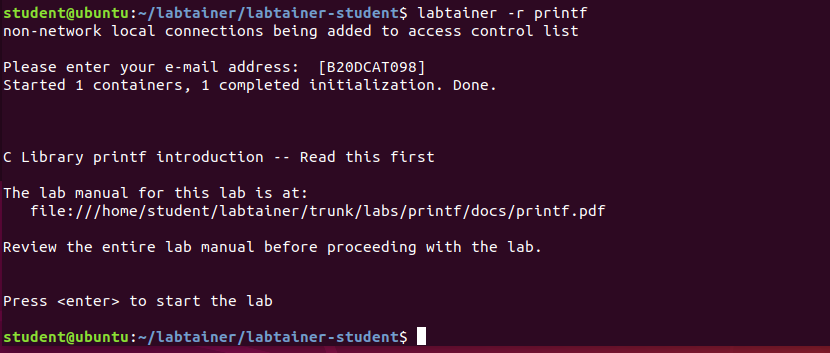 student@ubuntu:~/labtainer/labtainer-student$ labtainer -r printf
non-network local connections being added to access control list
Please enter your e-mail address:  [B20DCAT098]
Started 1 containers, 1 completed initialization. Done.
C Library printf introduction -- Read this first
The lab manual for this lab is at:
   file:///home/student/labtainer/trunk/labs/printf/docs/printf.pdf
Review the entire lab manual before proceeding with the lab.
Press <enter> to start the lab
student@ubuntu:~/labtainer/labtainer-student$